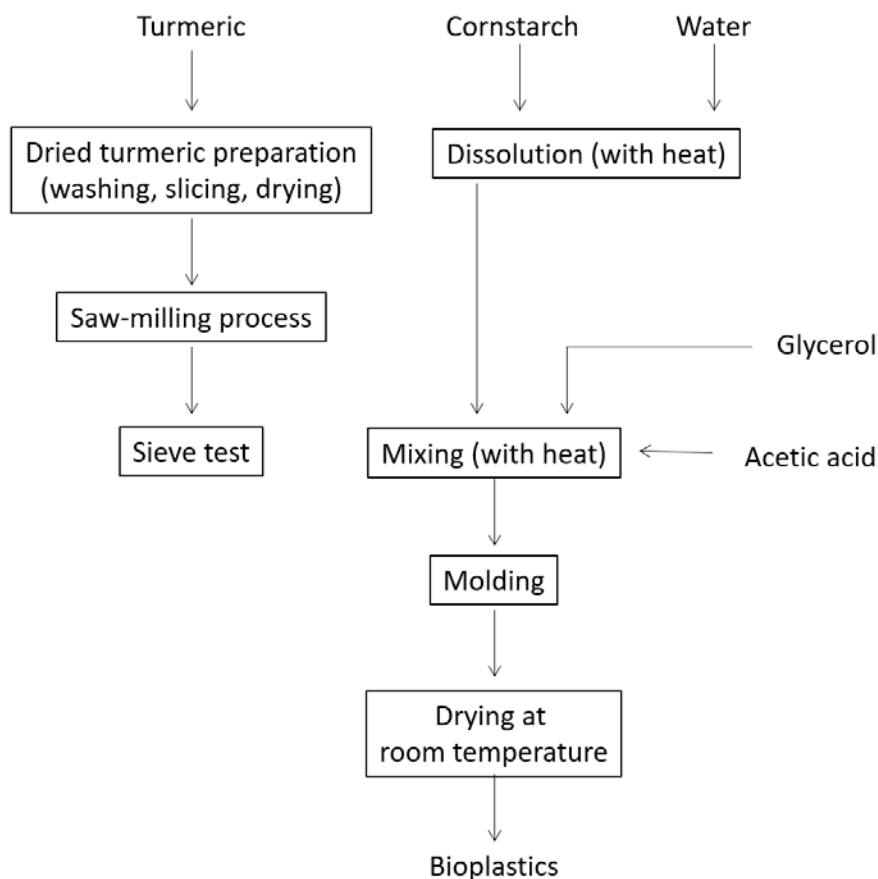 Turmeric
Cornstarch
Water
Dried turmeric preparation
(washing, slicing, drying)
Dissolution (with heat)
Saw-milling process
Glycerol
Sieve test
Mixing (with heat)
Acetic acid
Molding
Drying at
room temperature
Bioplastics